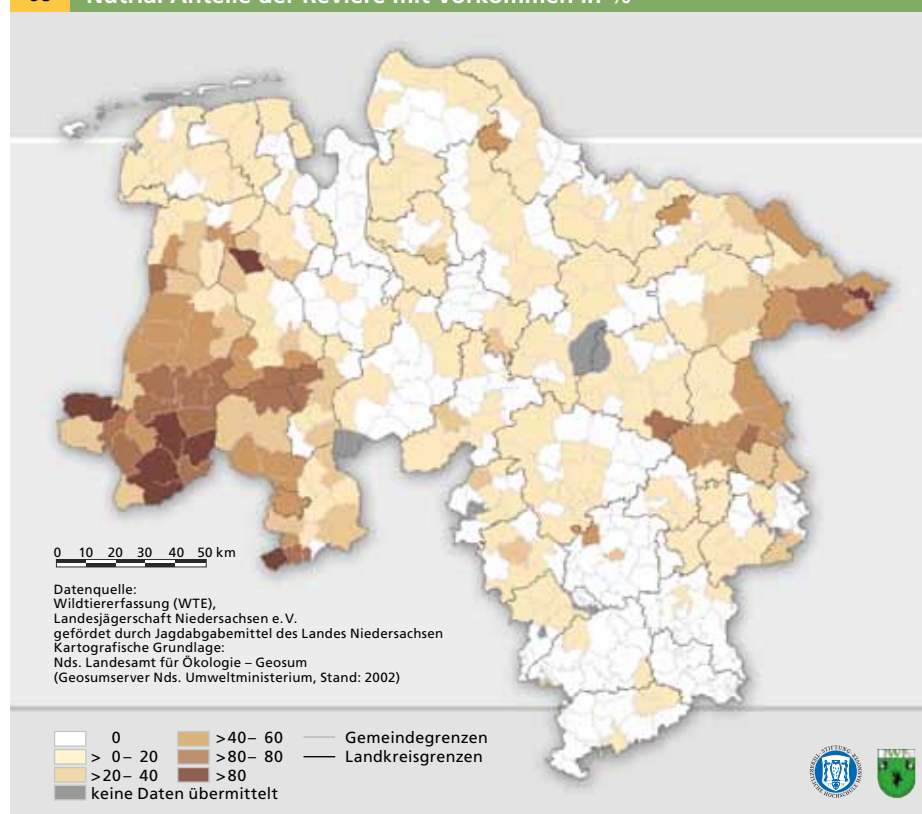 Nutria: Anteile der Reviere mit Vorkommen in %
0 10 20 30 40 50 km
Datenquelle:
Wildtiererfassung (WTE),
Landesjägerschaft Niedersachsen e.V.
gefördert durch Jagdabgabemittel des Landes Niedersachsen
Kartografische Grundlage:
Nds. Landesamt für Ökologie – Geosum
(Geosumserver Nds. Umweltministerium, Stand: 2002)
0
> 0– 20
>20– 40
>40– 60
>80– 80
>80
keine Daten übermittelt
Gemeindegrenzen
Landkreisgrenzen